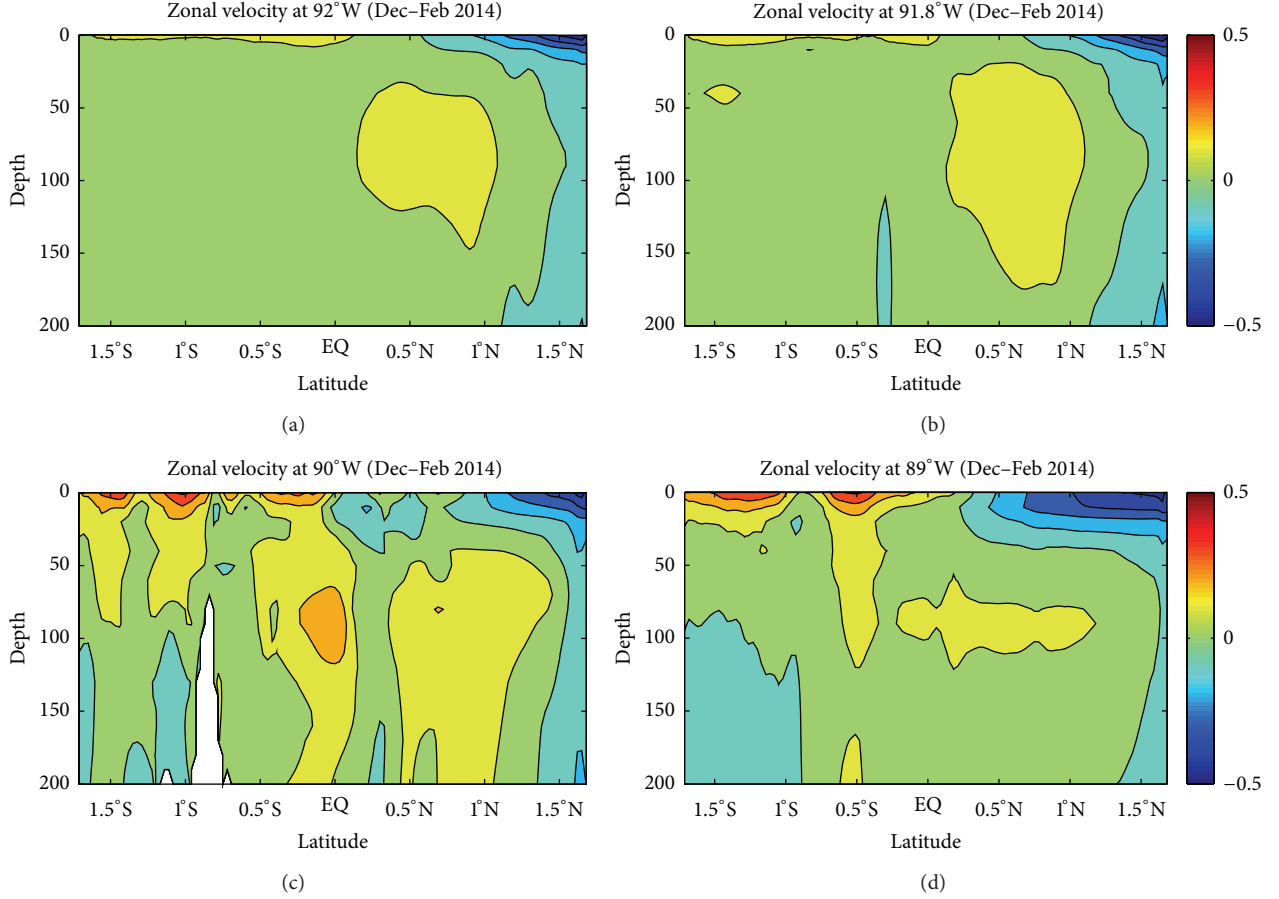 Zonal velocity at 92°W (Dec–Feb 2014)
0
50
100
150
200
Depth
1.5°S
1°S
0.5°S
EQ
0.5°N
1°N
1.5°N
Latitude
(a)
Zonal velocity at 91.8°W (Dec–Feb 2014)
0
50
100
150
200
Depth
1.5°S
1°S
0.5°S
EQ
0.5°N
1°N
1.5°N
Latitude
(b)
0.5
0
−0.5
Zonal velocity at 90°W (Dec–Feb 2014)
0
50
100
150
200
Depth
1.5°S
1°S
0.5°S
EQ
0.5°N
1°N
1.5°N
Latitude
(c)
Zonal velocity at 89°W (Dec–Feb 2014)
0
50
100
150
200
Depth
1.5°S
1°S
0.5°S
EQ
0.5°N
1°N
1.5°N
Latitude
(d)
0.5
0
−0.5